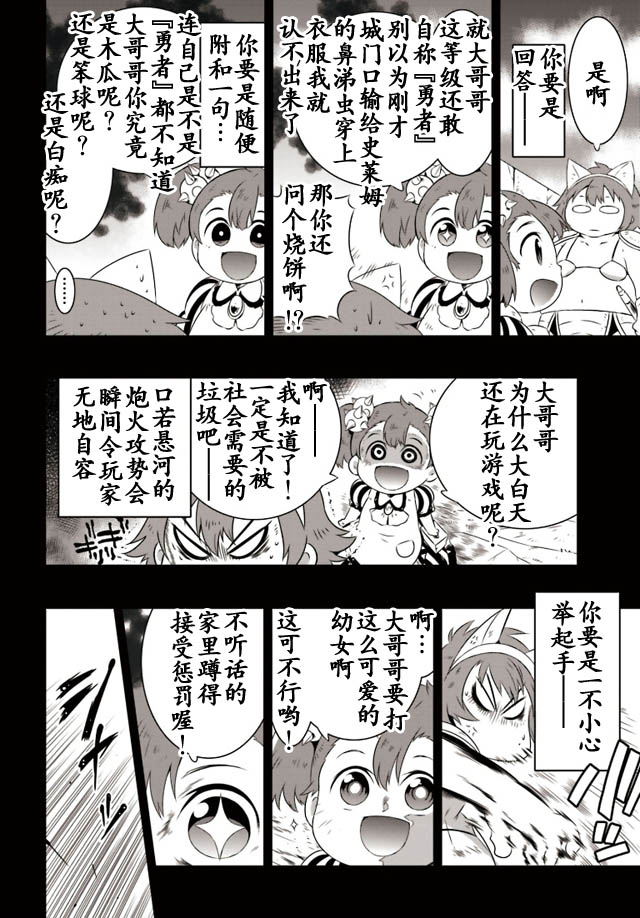 是啊
你要是
回答——
就大哥哥
这等级还敢
自称『勇者』
别以为刚才
城门口输给史莱姆
的鼻涕虫穿上
衣服我就
认不出来了
那你还
问个烧饼啊!?
你要是随便
附和一句…
连自己是不是
『勇者』都不知道
大哥哥你究竟
是木瓜呢？
还是笨球呢？
还是白痴呢？
……
大哥哥
为什么大白天
还在玩游戏呢？
啊——
我知道了！
一定是不被
社会需要的
垃圾吧——
口若悬河的
炮火攻势会
瞬间令玩家
无地自容
ギギギ
你要是一不小心
举起手——
啊…
大哥哥要打
这么可爱的
幼女啊
这可不行哟！
不听话的
家里蹲得
接受惩罚喔！